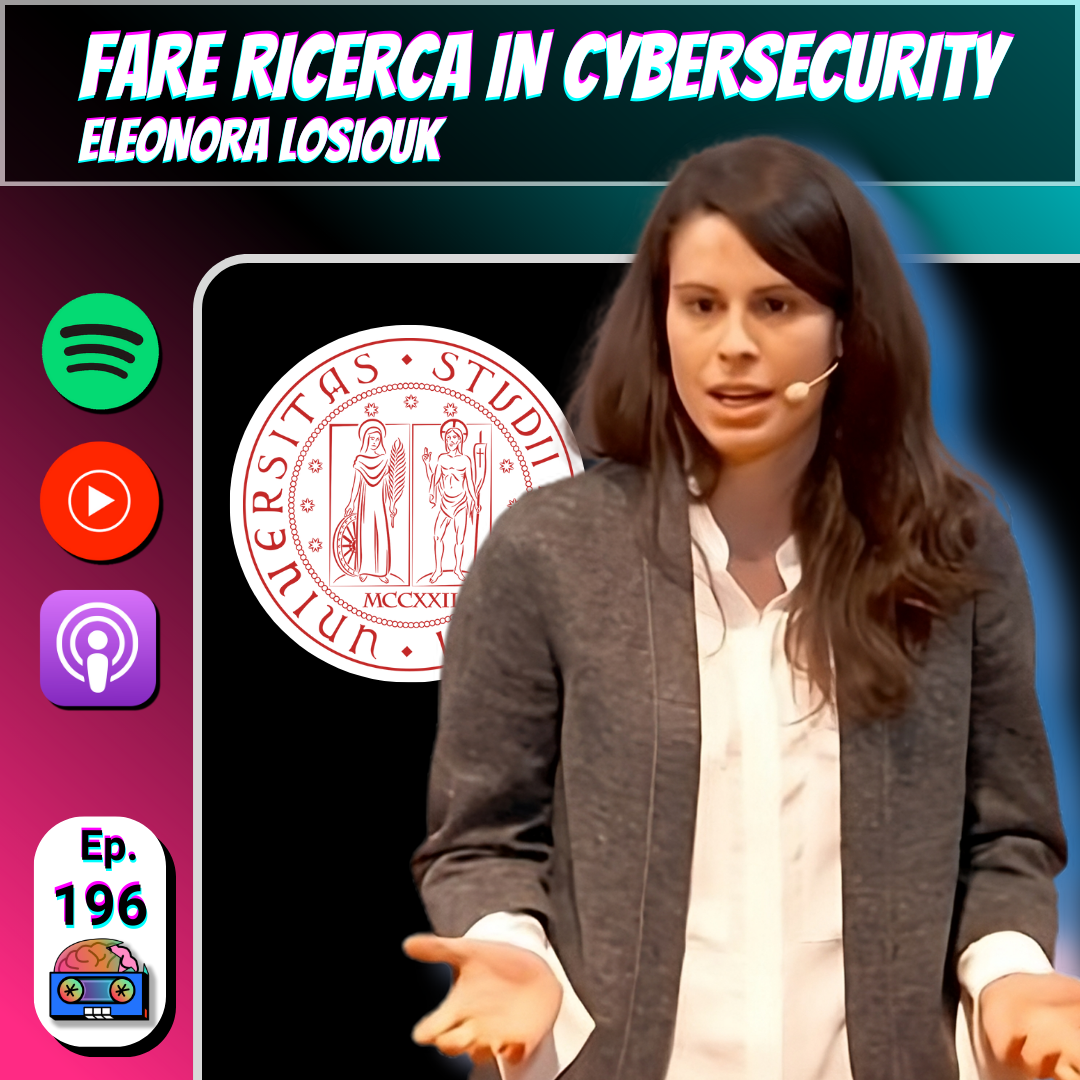 FARE RICERCA IN CYBERSECURITY
ELEONORA LOSIOUK
UNIVERSITAS STUDII
MCCXXII
Ep.
196